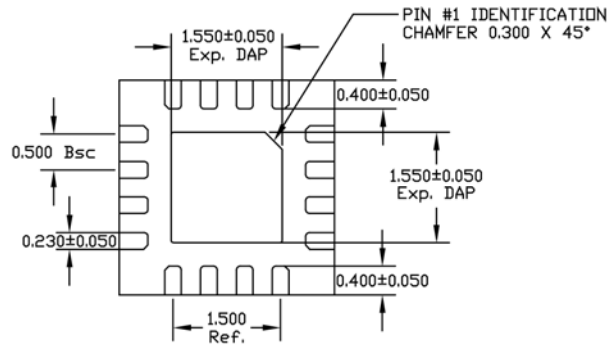 PIN #1 IDENTIFICATION
CHAMFER 0.300 X 45°
1.550±0.050
Exp. DAP
0.400±0.050
0.500 Bsc
1.550±0.050
Exp. DAP
0.230±0.050
0.400±0.050
1.500
Ref.